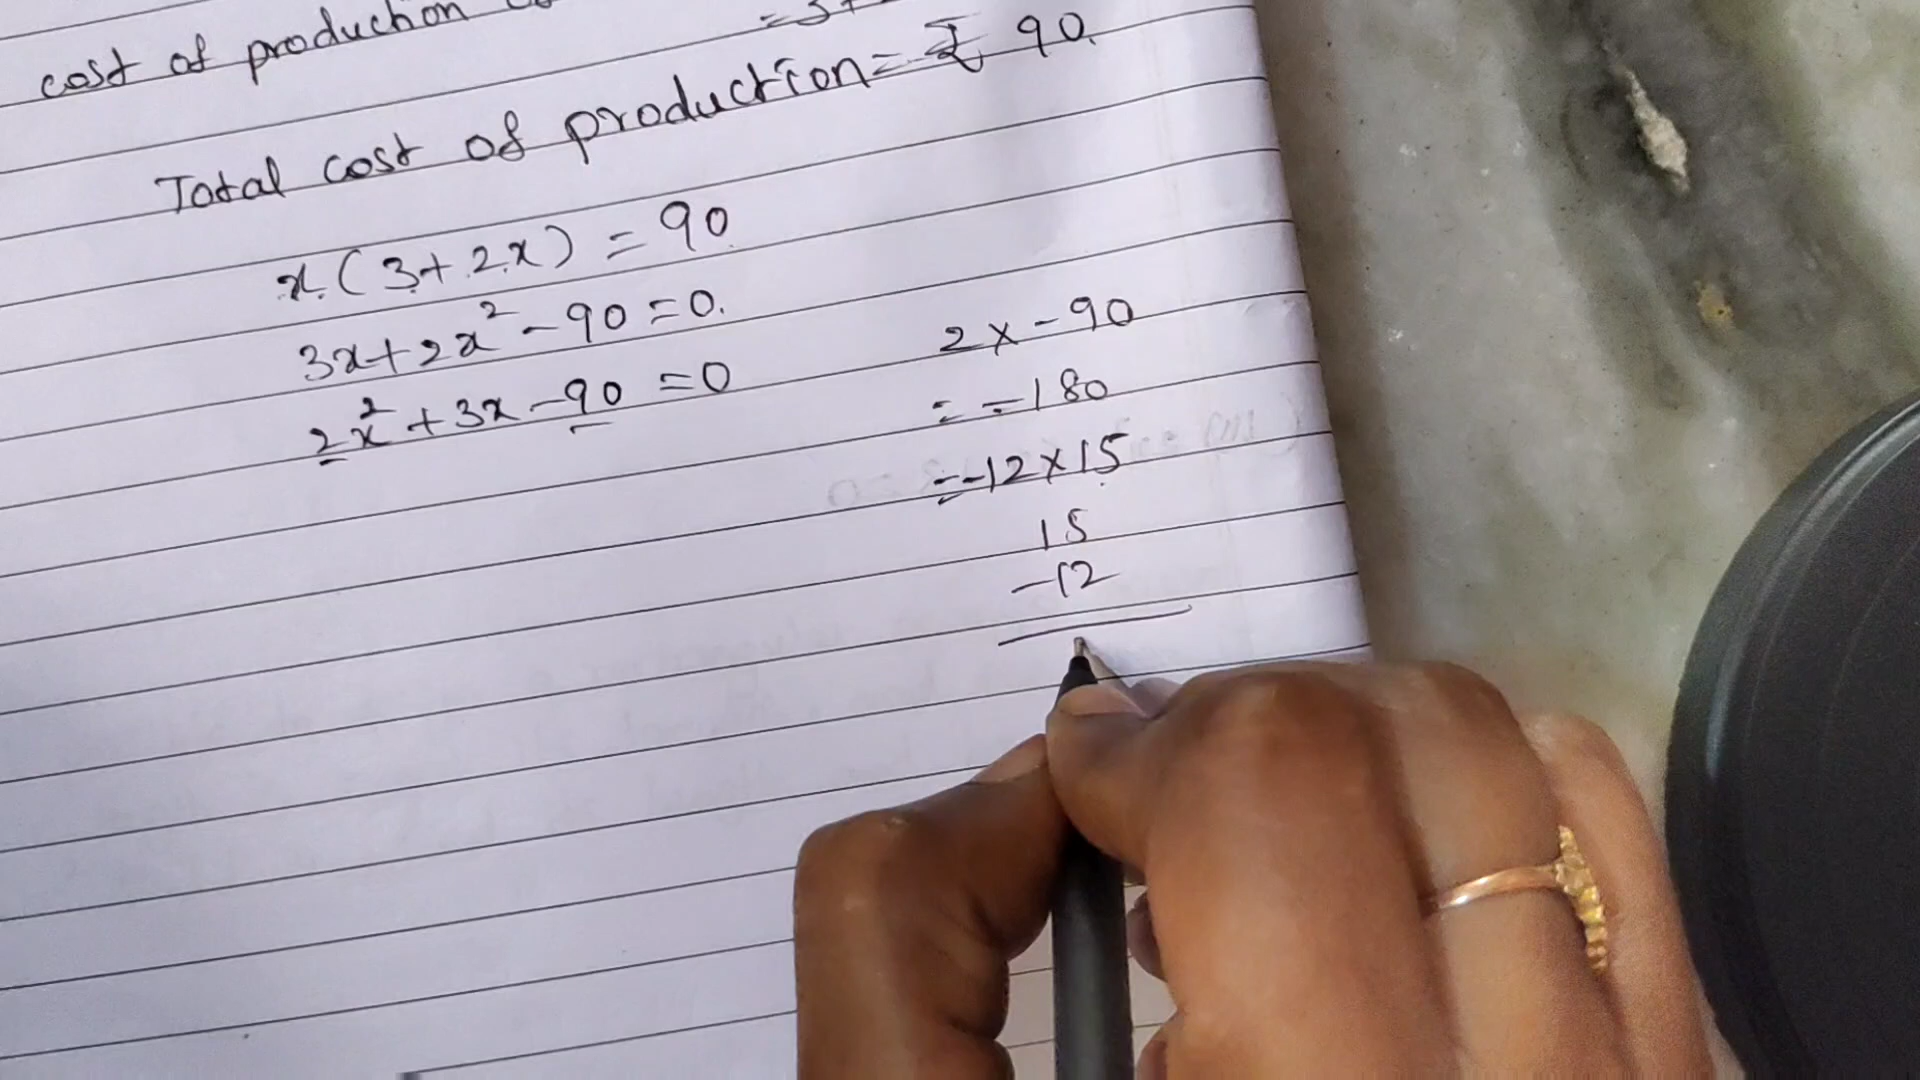 cost of production
Total cost of production = ₹ 90.
x (3 + 2x) = 90
3x + 2x² - 90 = 0.
2x² + 3x - 90 = 0
2 x - 90
= - 180
= -12 x 15
15
-12